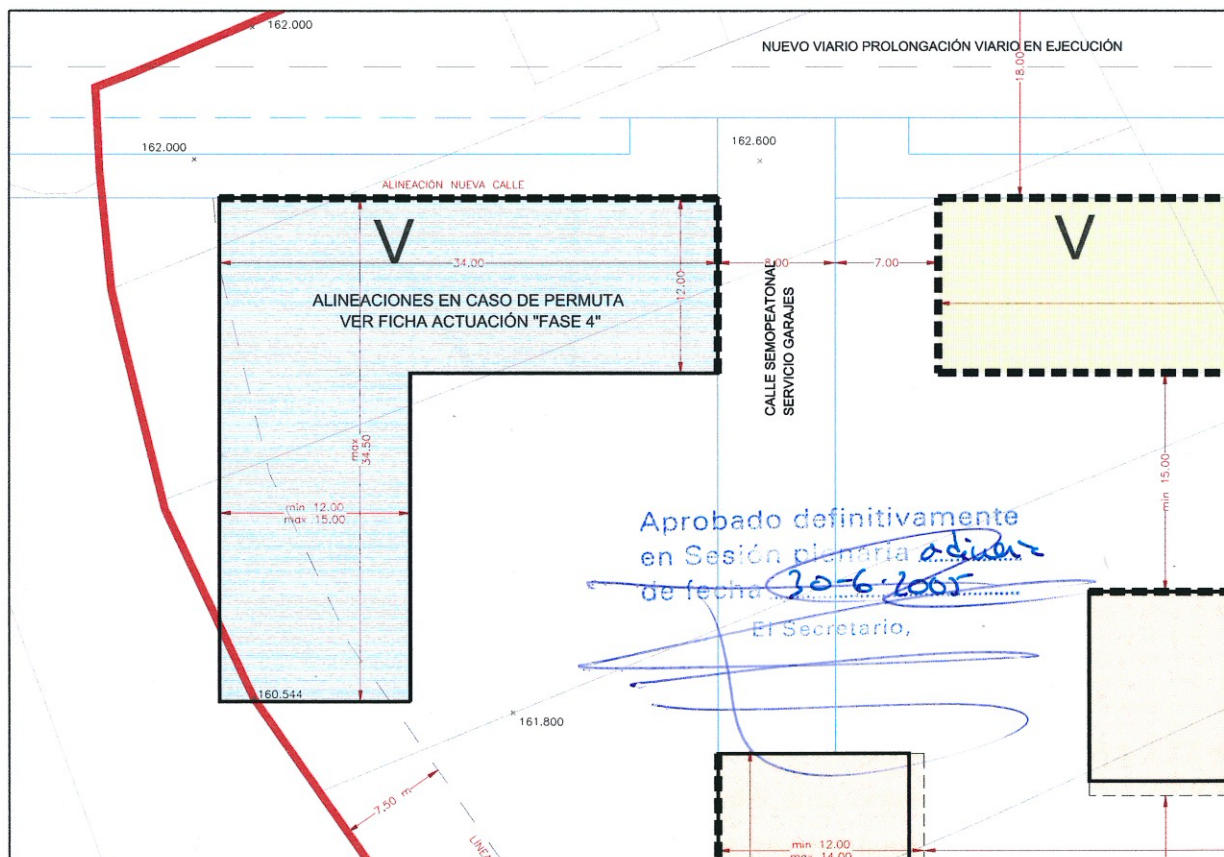 162.000
NUEVO VIARIO PROLONGACIÓN VIARIO EN EJECUCIÓN
18.00
162.000
162.600
ALINEACIÓN NUEVA CALLE
V
V
34.00
8.00
7.00
12.00
ALINEACIONES EN CASO DE PERMUTA
VER FICHA ACTUACIÓN "FASE 4"
CALLE SEMOPEATONAL
SERVICIO GARAJES
max
34.50
min 15.00
min 12.00
max 15.00
Aprobado definitivamente
en Sesión plenaria
de fecha 30-6-2005
El Secretario,
160.544
161.800
7.50 m
min 12.00
max 14.00